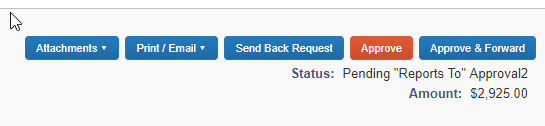 Attachments Print / Email Send Back Request Approve Approve & Forward
Status: Pending "Reports To" Approval2
Amount: $2,925.00